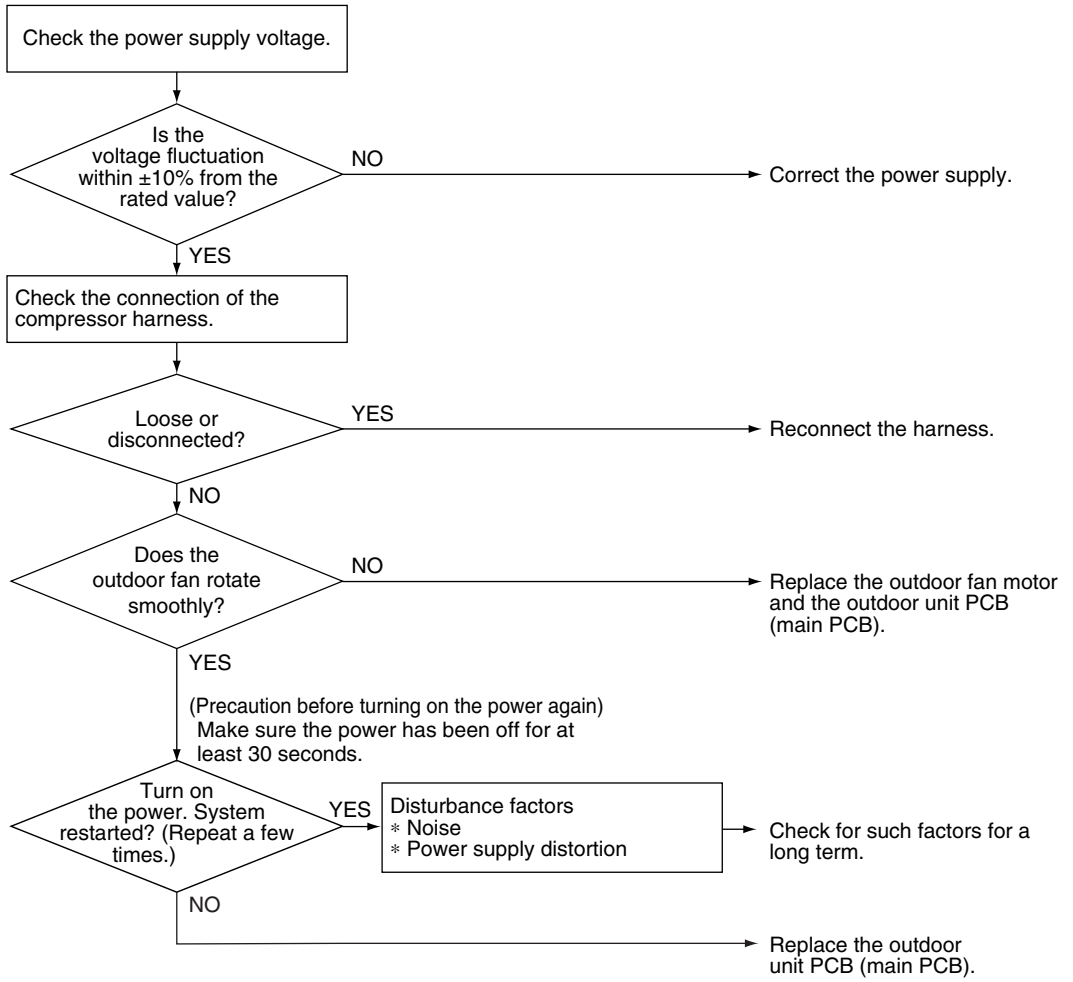 Check the power supply voltage.
Is the
voltage fluctuation
within ±10% from the
rated value?
NO
Correct the power supply.
YES
Check the connection of the
compressor harness.
Loose or
disconnected?
YES
Reconnect the harness.
NO
Does the
outdoor fan rotate
smoothly?
NO
Replace the outdoor fan motor
and the outdoor unit PCB
(main PCB).
YES
(Precaution before turning on the power again)
Make sure the power has been off for at
least 30 seconds.
Turn on
the power. System
restarted? (Repeat a few
times.)
YES
Disturbance factors
* Noise
* Power supply distortion
Check for such factors for a
long term.
NO
Replace the outdoor
unit PCB (main PCB).